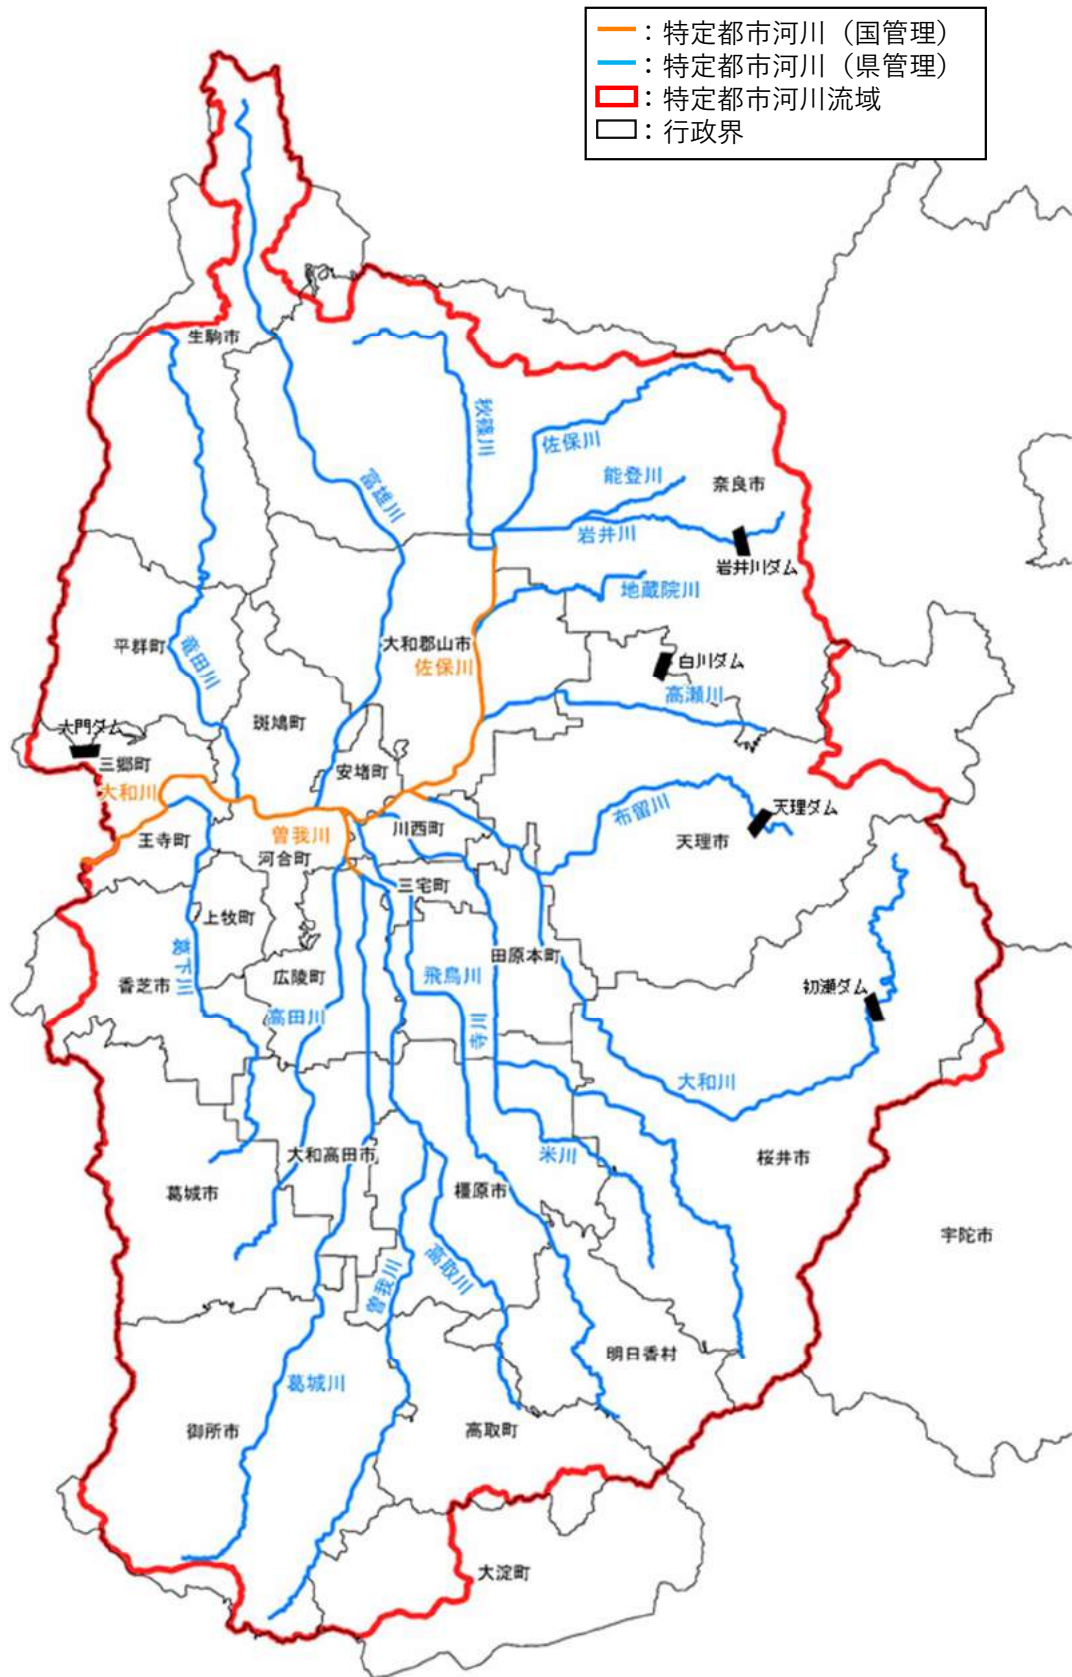 ：特定都市河川（国管理）
：特定都市河川（県管理）
：特定都市河川流域
：行政界
生駒市
秋篠川
佐保川
能登川
奈良市
富雄川
岩井川
岩井川ダム
地蔵院川
平群町
竜田川
大和郡山市
佐保川
白川ダム
高瀬川
斑鳩町
大門ダム
三郷町
安堵町
大和川
布留川
天理ダム
王寺町
曽我川
川西町
天理市
河合町
三宅町
上牧町
葛下川
田原本町
香芝市
広陵町
飛鳥川
初瀬ダム
高田川
寺川
大和川
大和高田市
米川
桜井市
葛城市
橿原市
宇陀市
曽我川
高取川
明日香村
葛城川
御所市
高取町
大淀町